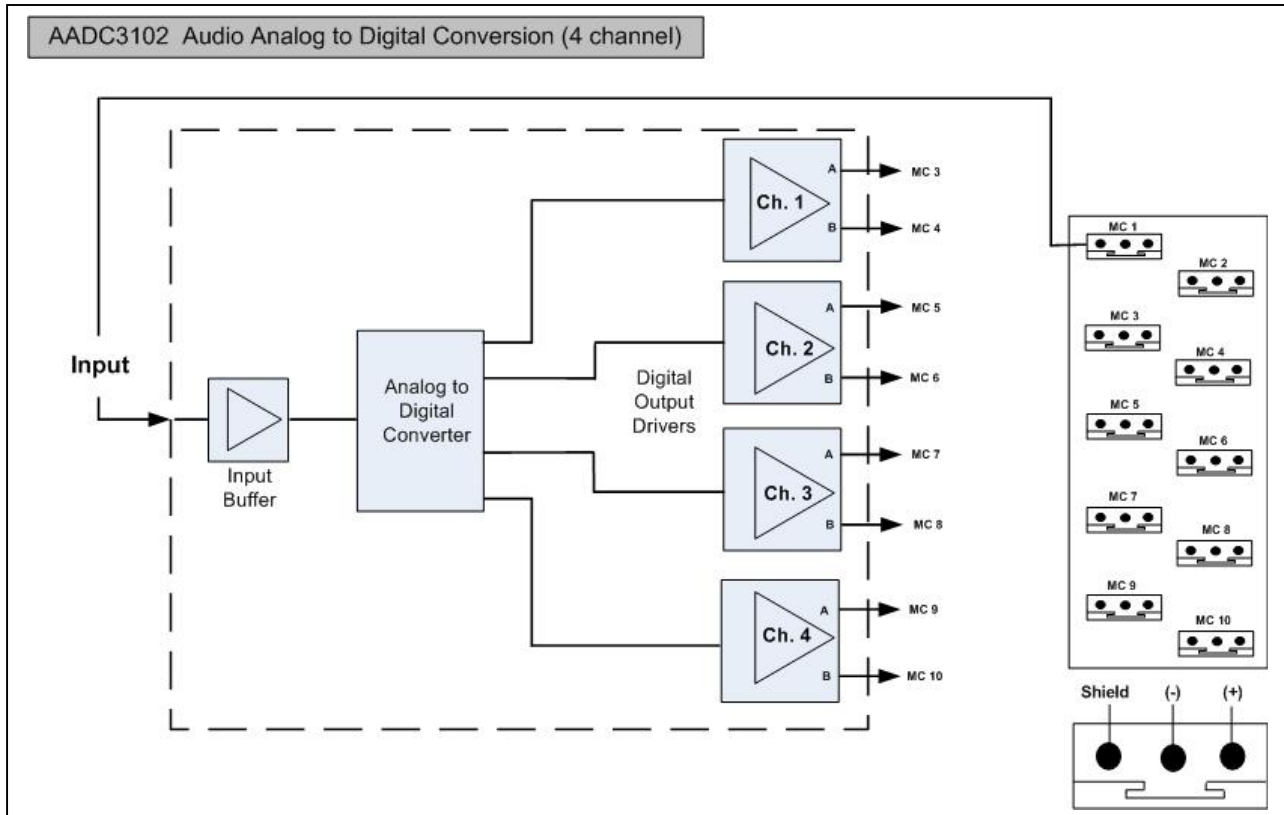 AADC3102 Audio Analog to Digital Conversion (4 channel)
Input
Input
Buffer
Analog to
Digital
Converter
Digital
Output
Drivers
Ch. 1
A
B
MC 3
MC 4
Ch. 2
A
B
MC 5
MC 6
Ch. 3
A
B
MC 7
MC 8
Ch. 4
A
B
MC 9
MC 10
MC 1
MC 2
MC 3
MC 4
MC 5
MC 6
MC 7
MC 8
MC 9
MC 10
Shield (-) (+)